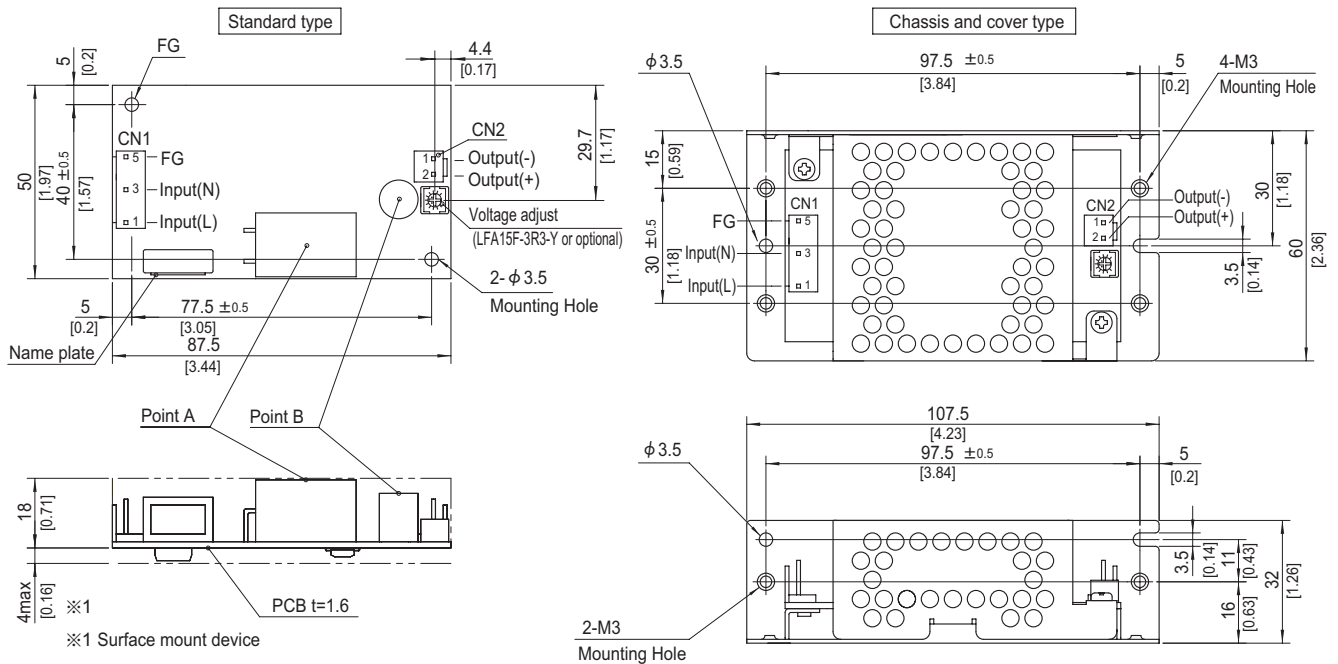 Standard type
FG
5
[0.2]
4.4
[0.17]
50
[1.97]
40 ±0.5
[1.57]
CN1
5
FG
3
Input(N)
1
Input(L)
CN2
1
Output(-)
2
Output(+)
29.7
[1.17]
Voltage adjust
(LFA15F-3R3-Y or optional)
2-φ3.5
Mounting Hole
5
[0.2]
77.5 ±0.5
[3.05]
87.5
[3.44]
Name plate
Point A
Point B
18
[0.71]
4max
[0.16]
※1
PCB t=1.6
※1 Surface mount device
Chassis and cover type
φ3.5
97.5 ±0.5
[3.84]
5
[0.2]
4-M3
Mounting Hole
15
[0.59]
30 ±0.5
[1.18]
CN1
FG
5
Input(N)
3
Input(L)
1
CN2
1
Output(-)
2
Output(+)
30
[1.18]
3.5
[0.14]
60
[2.36]
107.5
[4.23]
97.5 ±0.5
[3.84]
5
[0.2]
φ3.5
3.5
[0.14]
11
[0.43]
16
[0.63]
32
[1.26]
2-M3
Mounting Hole